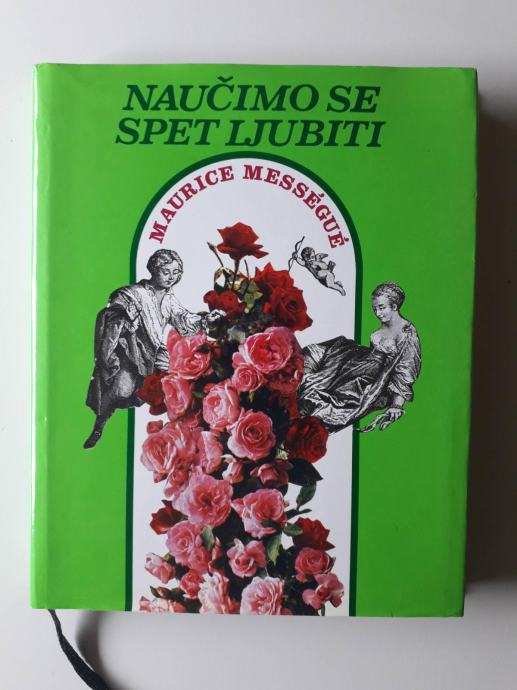 NAUČIMO SE
SPET LJUBITI
MAURICE MESSÉGUÉ